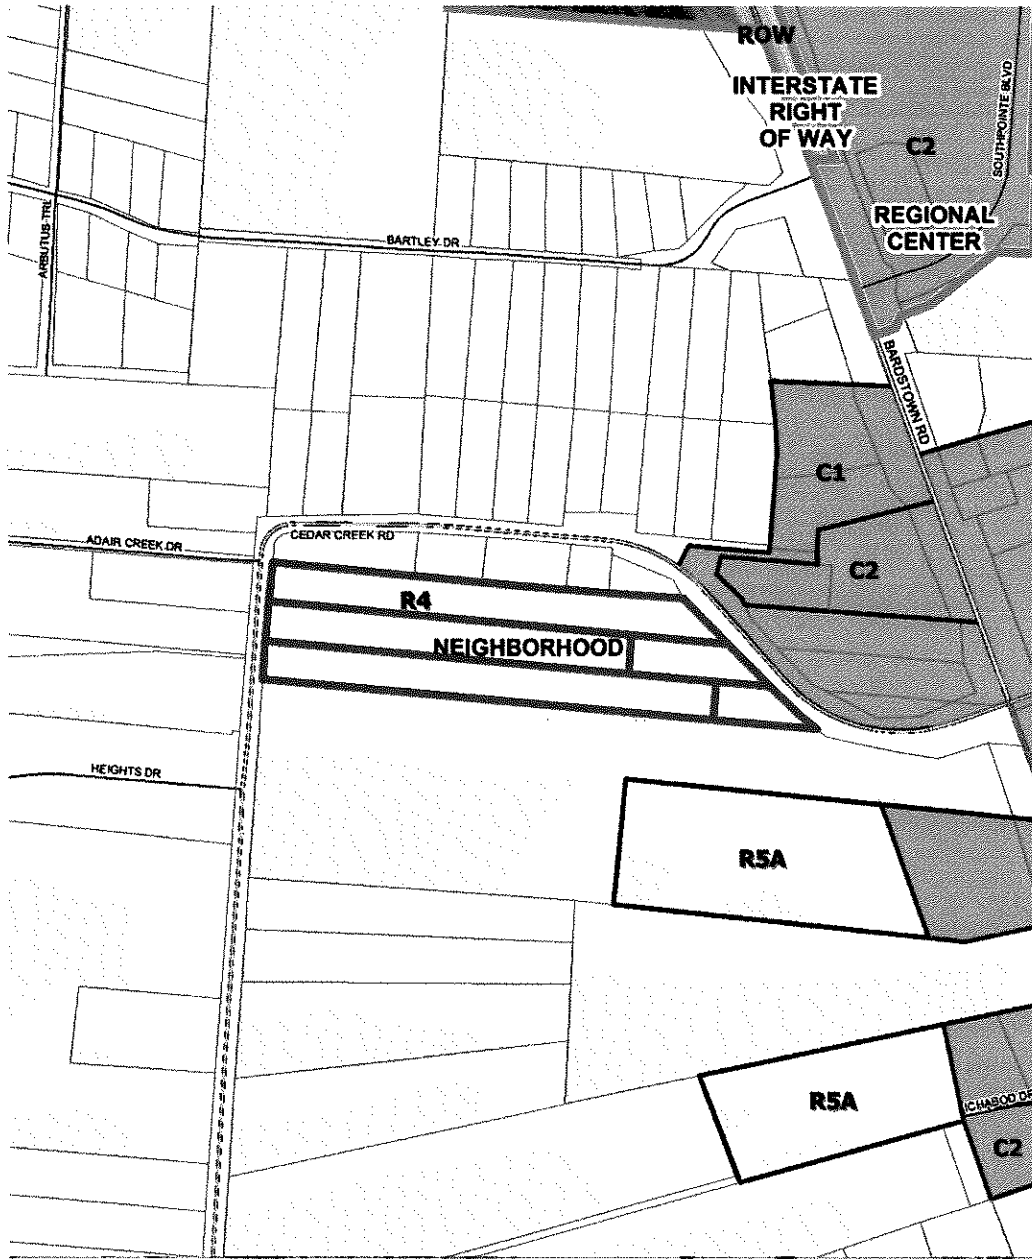 ROW
INTERSTATE
RIGHT
OF WAY
SOUTHPOINTE BLVD
C2
REGIONAL
CENTER
ARBUTUS TRL
BARTLEY DR
BARDSTOWN RD
C1
CEDAR CREEK RD
ADAIR CREEK DR
C2
R4
NEIGHBORHOOD
HEIGHTS DR
R5A
R5A
ICHABOD DR
C2